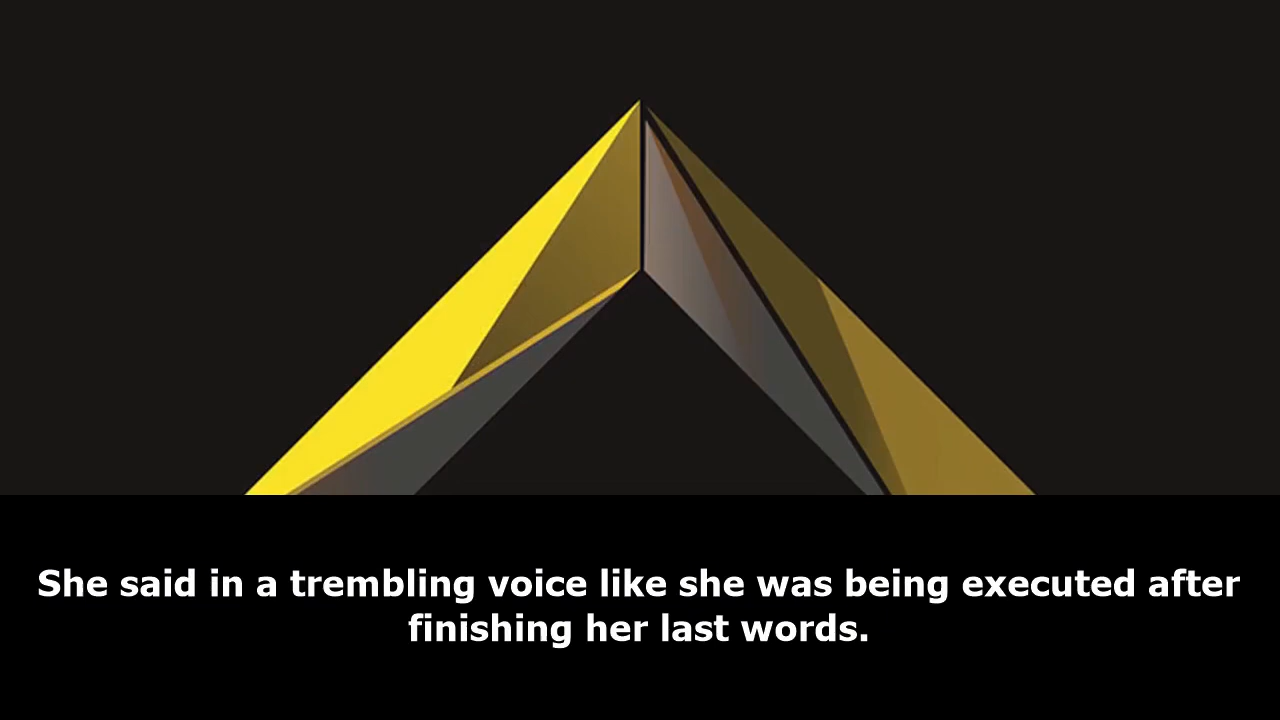 She said in a trembling voice like she was being executed after
finishing her last words.